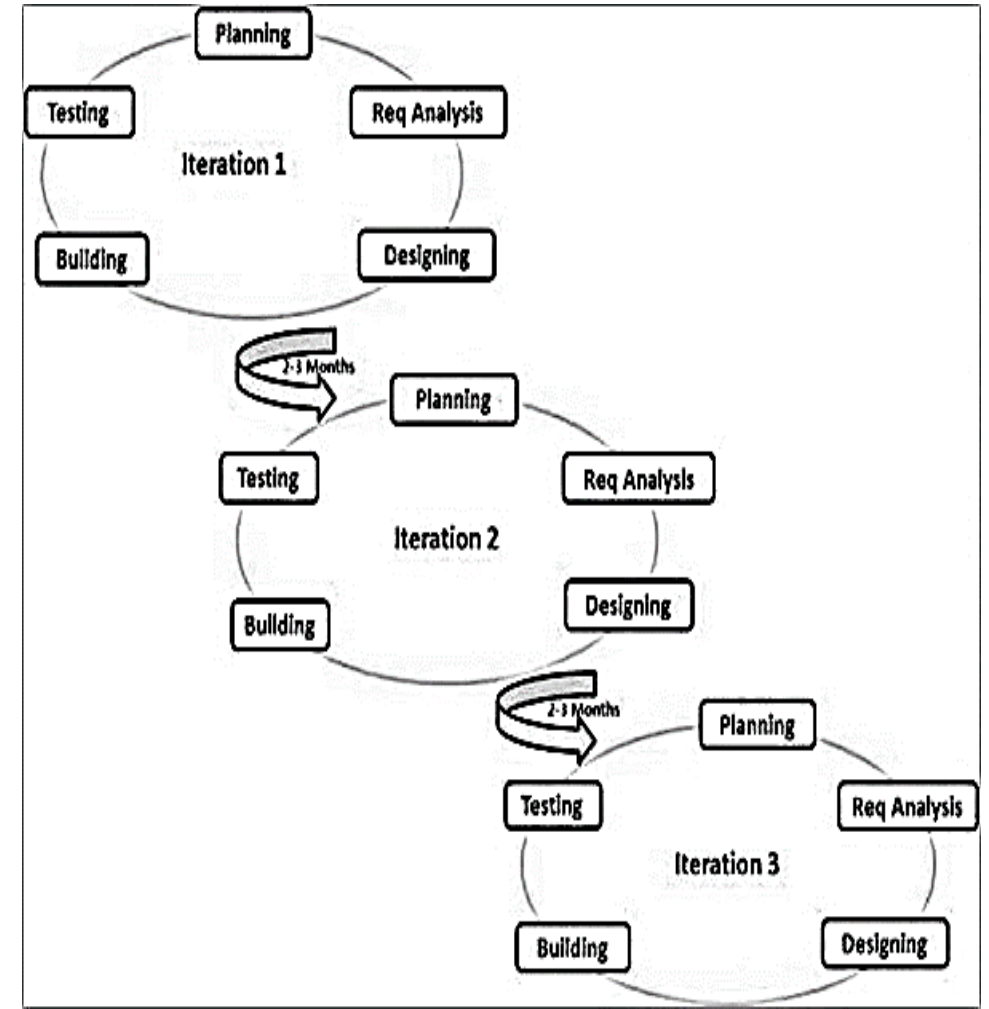 Planning
Testing
Req Analysis
Iteration 1
Building
Designing
2-3 Months
Planning
Testing
Req Analysis
Iteration 2
Building
Designing
2-3 Months
Planning
Testing
Req Analysis
Iteration 3
Building
Designing